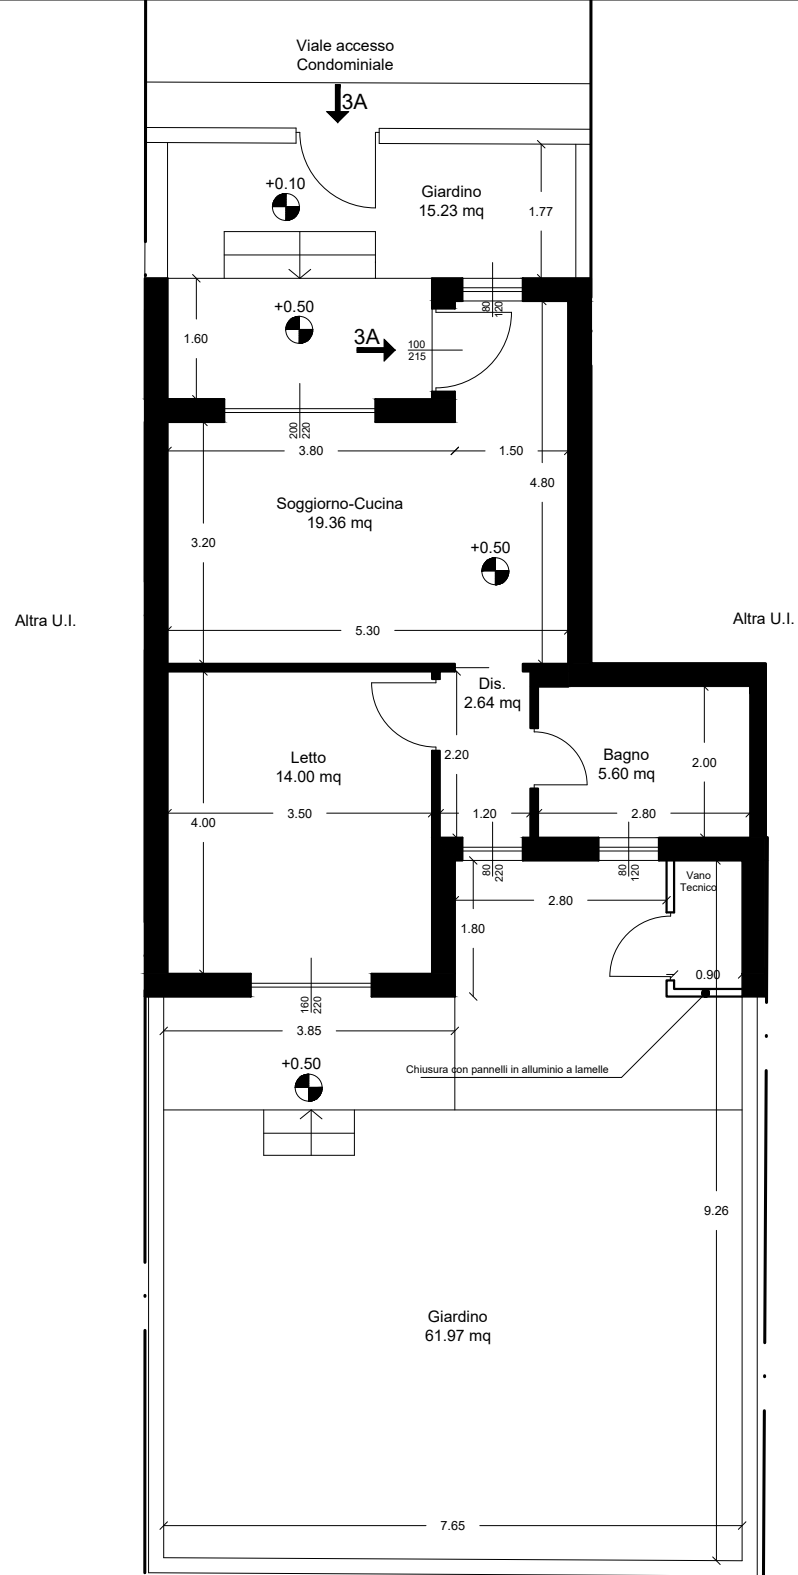 Viale accesso
Condominiale
3A
+0.10
Giardino
15.23 mq
1.77
+0.50
80
120
1.60
3A
100
215
200
220
3.80
1.50
4.80
Soggiorno-Cucina
19.36 mq
3.20
+0.50
Altra U.I.
Altra U.I.
5.30
Dis.
2.64 mq
Letto
14.00 mq
2.20
Bagno
5.60 mq
2.00
4.00
3.50
1.20
2.80
80
220
80
120
Vano
Tecnico
2.80
1.80
0.90
160
220
3.85
+0.50
Chiusura con pannelli in alluminio a lamelle
9.26
Giardino
61.97 mq
7.65